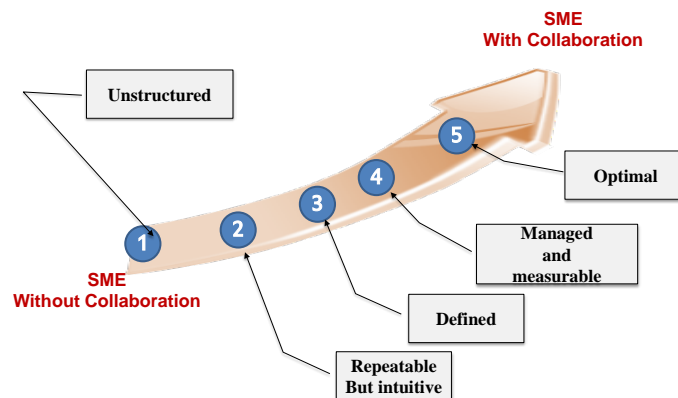 SME
With Collaboration
Unstructured
5
Optimal
4
3
2
1
Managed
and
measurable
SME
Without Collaboration
Defined
Repeatable
But intuitive